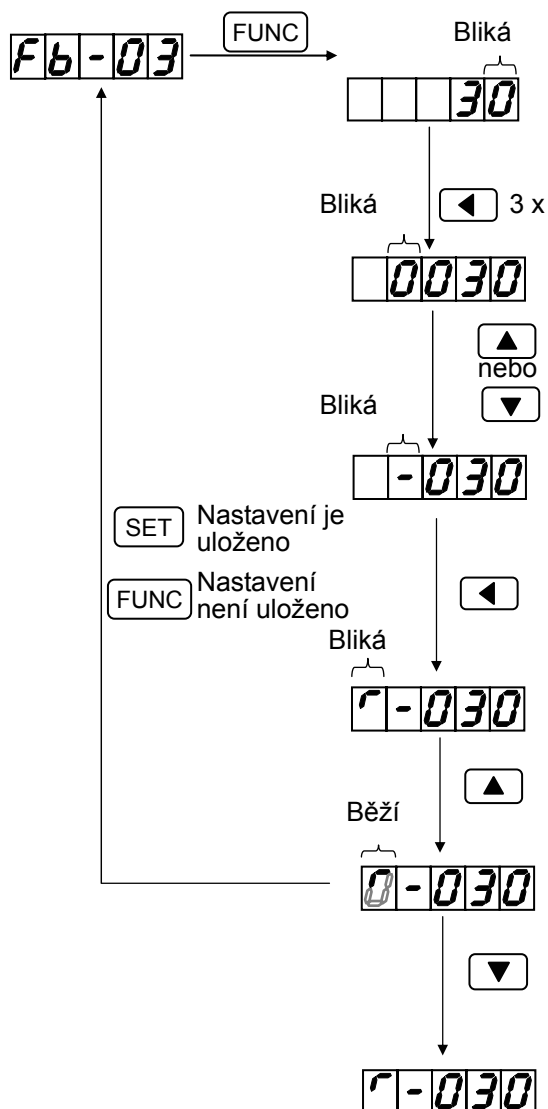 Fb-03
FUNC
Bliká
30
Bliká
3 x
0030
nebo
Bliká
-030
SET
Nastavení je
uloženo
FUNC
Nastavení
není uloženo
Bliká
r-030
Běží
r-030
r-030